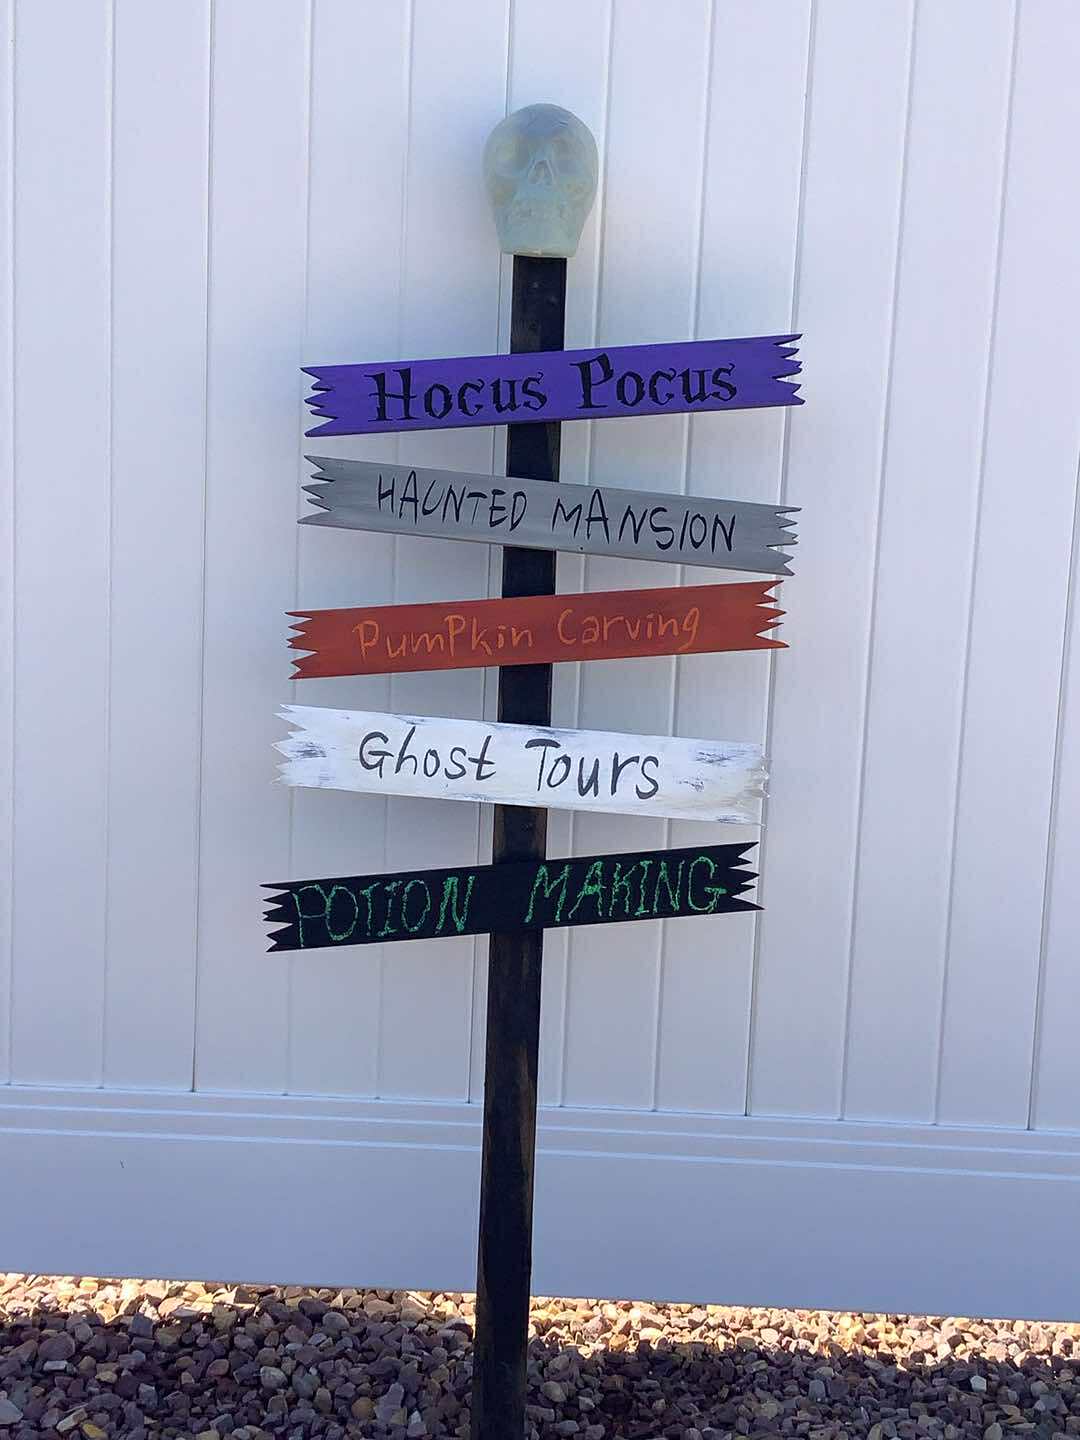 Hocus Pocus
HAUNTED MANSION
PumPkin Carving
Ghost Tours
POTION MAKING